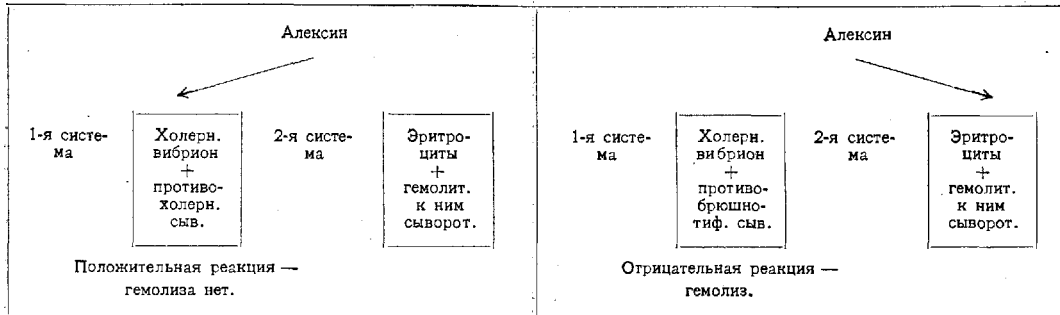 Алексин
1-я систе-
ма
Холерн.
вибрион
+
противо-
холерн.
сыв.
2-я систе-
ма
Эритро-
циты
+
гемолит.
к ним
сыворот.
Положительная реакция —
гемолиза нет.
Алексин
1-я систе-
ма
Холерн.
вибрион
+
противо-
брюшно-
тиф. сыв.
2-я систе-
ма
Эритро-
циты
+
гемолит.
к ним
сыворот.
Отрицательная реакция —
гемолиз.